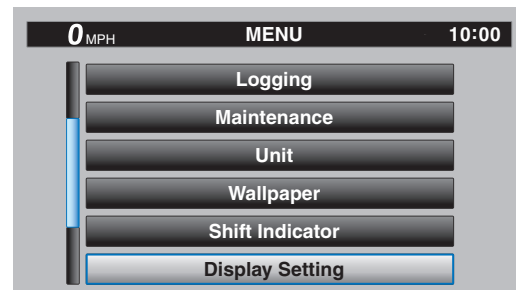 0 MPH MENU 10:00
Logging
Maintenance
Unit
Wallpaper
Shift Indicator
Display Setting